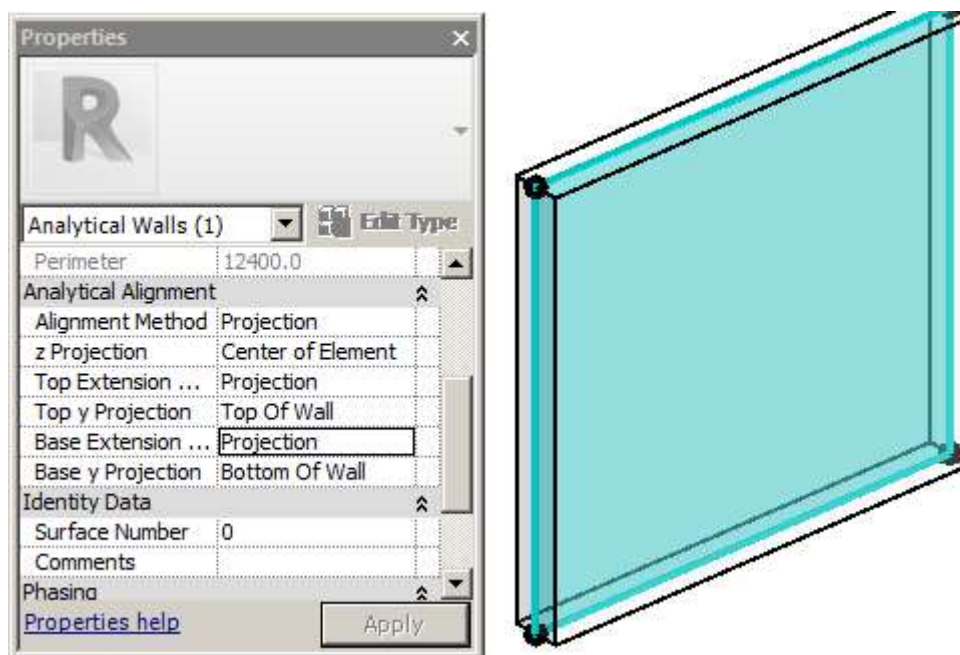 Properties
R
Analytical Walls (1) Edit Type
Perimeter 12400.0
Analytical Alignment
Alignment Method Projection
z Projection Center of Element
Top Extension ... Projection
Top y Projection Top Of Wall
Base Extension ... Projection
Base y Projection Bottom Of Wall
Identity Data
Surface Number 0
Comments
Phasing
Properties help Apply